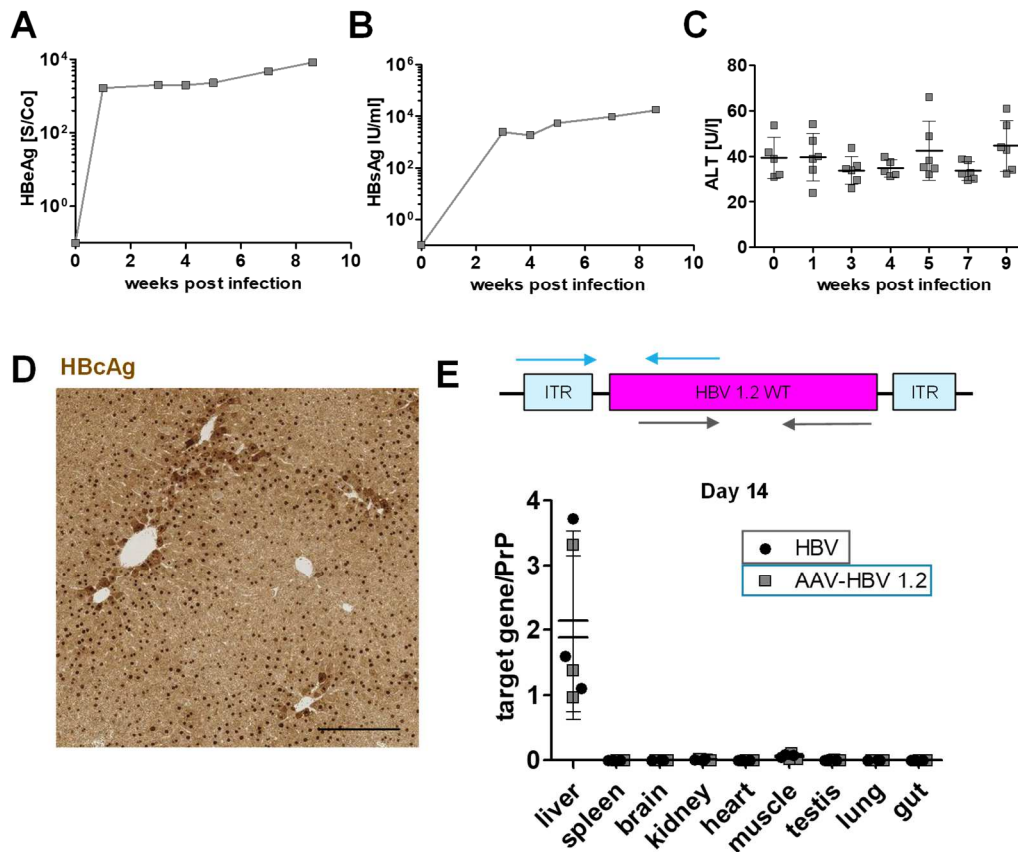 A
HBeAg [S/Co]
10^4
10^2
10^0
0 2 4 6 8 10
weeks post infection
B
HBsAg IU/ml]
10^6
10^4
10^2
10^0
0 2 4 6 8 10
weeks post infection
C
ALT [U/l]
80
60
40
20
0
0 1 3 4 5 7 9
weeks post infection
D
HBcAg
E
ITR HBV 1.2 WT ITR
Day 14
HBV
AAV-HBV 1.2
target gene/PrP
4
3
2
1
0
liver spleen brain kidney heart muscle testis lung gut